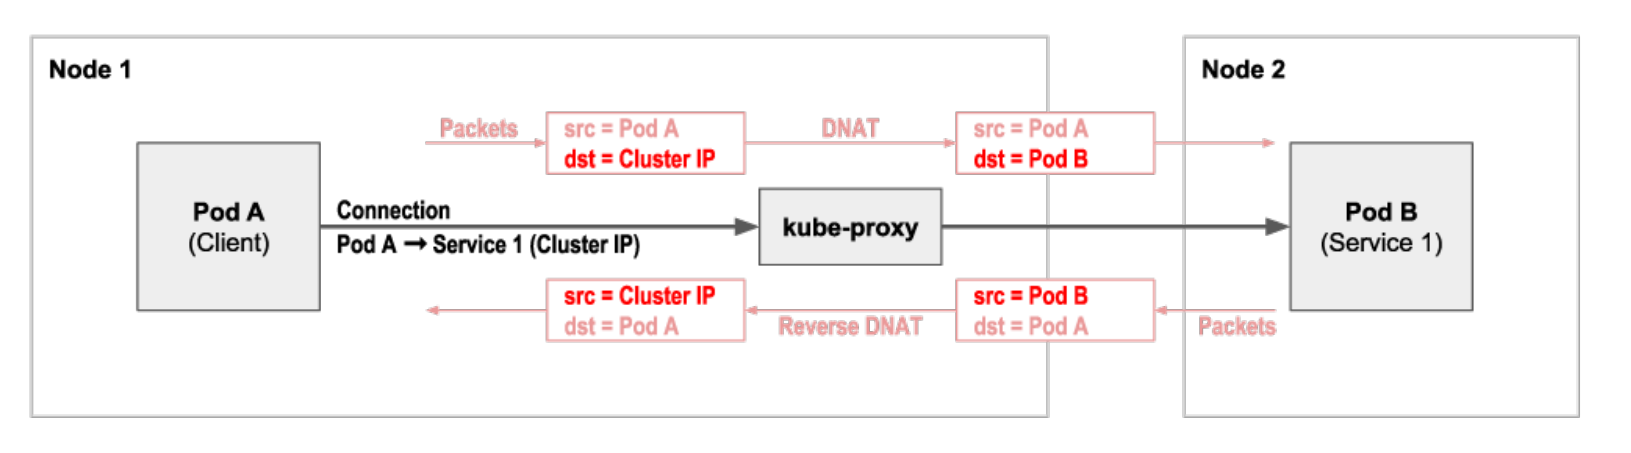 Node 1
Node 2
Packets
src = Pod A
dst = Cluster IP
DNAT
src = Pod A
dst = Pod B
Pod A
(Client)
Connection
Pod A → Service 1 (Cluster IP)
kube-proxy
Pod B
(Service 1)
src = Cluster IP
dst = Pod A
Reverse DNAT
src = Pod B
dst = Pod A
Packets